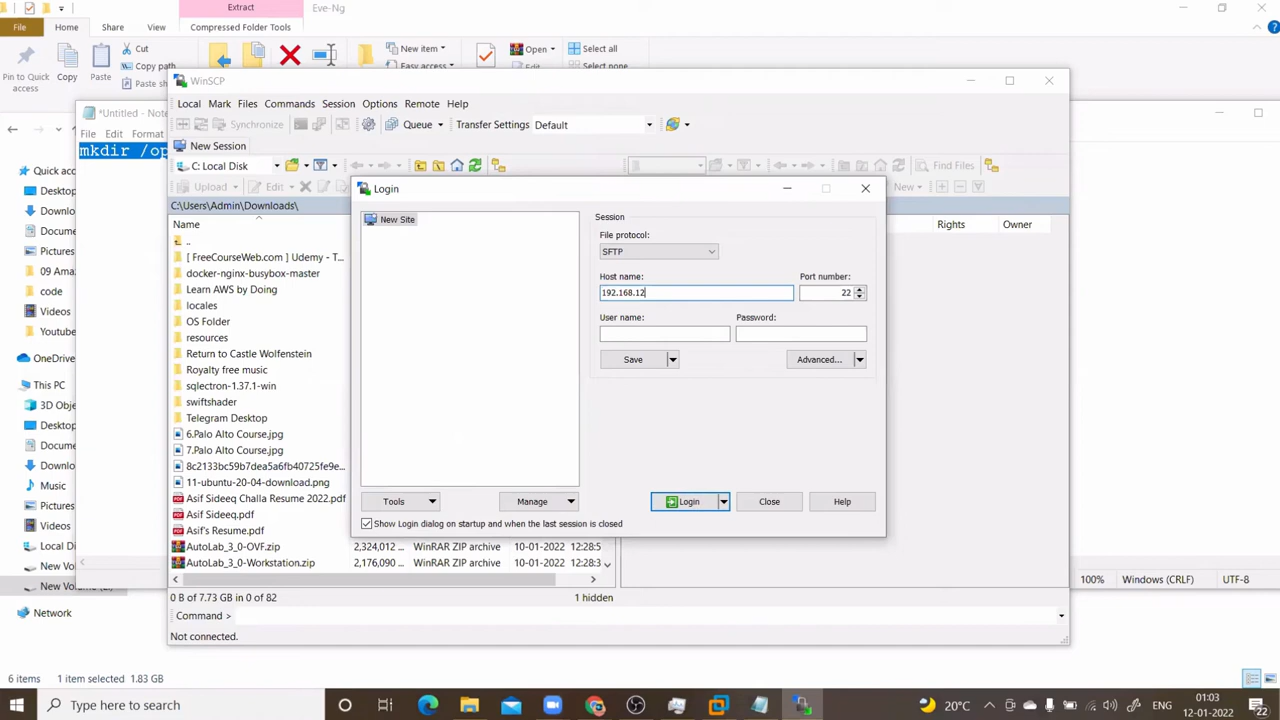 Extract
Eve-Ng
File
Home
Share
View
Compressed Folder Tools
Pin to Quick access
Copy
Paste
Cut
Copy path
New item
Easy access
Open
Edit
Select all
Select none
*Untitled - Note
File
Edit
Format
mkdir /op
WinSCP
Local
Mark
Files
Commands
Session
Options
Remote
Help
Synchronize
Queue
Transfer Settings
Default
New Session
C: Local Disk
Find Files
Upload
Edit
New
C:\Users\Admin\Downloads\
Name
Rights
Owner
..
[ FreeCourseWeb.com ] Udemy - T...
docker-nginx-busybox-master
Learn AWS by Doing
locales
OS Folder
resources
Return to Castle Wolfenstein
Royalty free music
sqlectron-1.37.1-win
swiftshader
Telegram Desktop
6.Palo Alto Course.jpg
7.Palo Alto Course.jpg
8c2133bc59b7dea5a6fb40725fe9...
11-ubuntu-20-04-download.png
Asif Sideeq Challa Resume 2022.pdf
Asif Sideeq.pdf
Asif's Resume.pdf
AutoLab_3_0-OVF.zip 2,324,012 ... WinRAR ZIP archive 10-01-2022 12:28:5
AutoLab_3_0-Workstation.zip 2,176,090 ... WinRAR ZIP archive 10-01-2022 12:28:3
0 B of 7.73 GB in 0 of 82
1 hidden
Command >
Not connected.
Login
New Site
Session
File protocol:
SFTP
Host name:
Port number:
192.168.12
22
User name:
Password:
Save
Advanced...
Tools
Manage
Login
Close
Help
Show Login dialog on startup and when the last session is closed
Quick acce
Desktop
Downlo
Docume
Pictures
09 Ama
code
Videos
Youtube
OneDrive
This PC
3D Obje
Desktop
Docume
Downlo
Music
Videos
Local Di
New Vo
New Vo
Network
100%
Windows (CRLF)
UTF-8
6 items
1 item selected 1.83 GB
Type here to search
20°C
ENG
01:03
12-01-2022
22